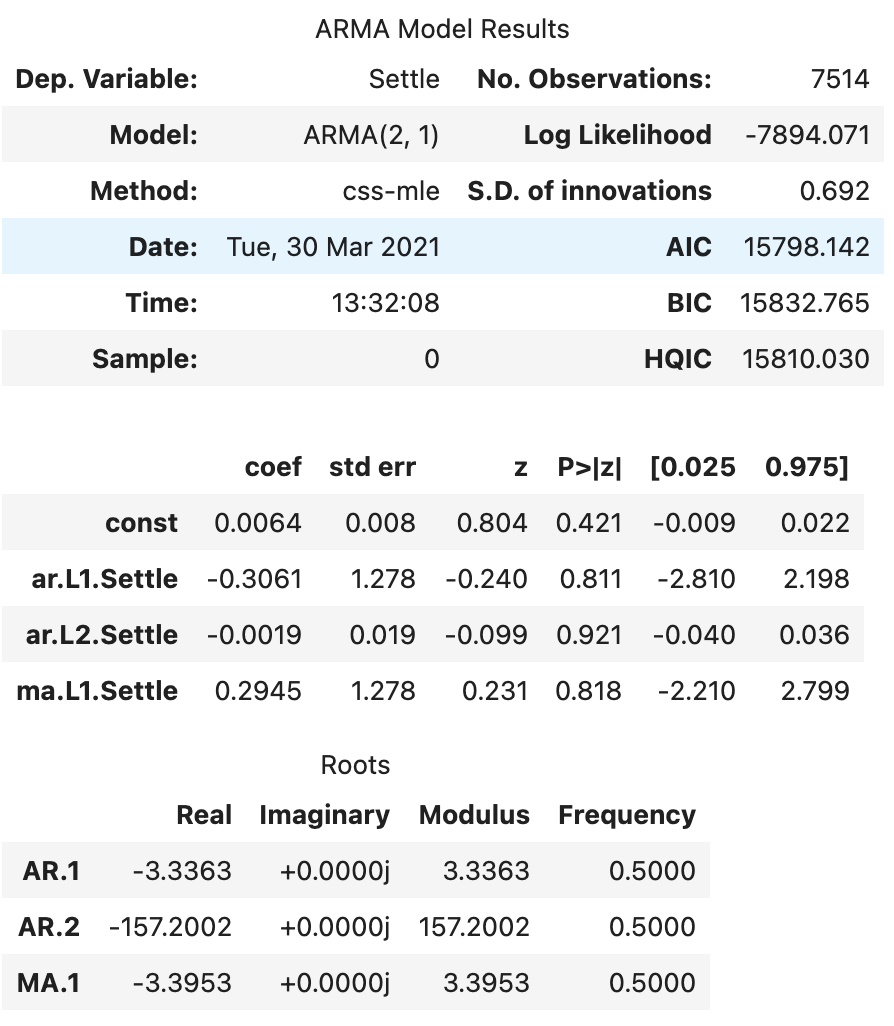 ARMA Model Results
Dep. Variable: Settle No. Observations: 7514
Model: ARMA(2, 1) Log Likelihood -7894.071
Method: css-mle S.D. of innovations 0.692
Date: Tue, 30 Mar 2021 AIC 15798.142
Time: 13:32:08 BIC 15832.765
Sample: 0 HQIC 15810.030
coef std err z P>|z| [0.025 0.975]
const 0.0064 0.008 0.804 0.421 -0.009 0.022
ar.L1.Settle -0.3061 1.278 -0.240 0.811 -2.810 2.198
ar.L2.Settle -0.0019 0.019 -0.099 0.921 -0.040 0.036
ma.L1.Settle 0.2945 1.278 0.231 0.818 -2.210 2.799
Roots
Real Imaginary Modulus Frequency
AR.1 -3.3363 +0.0000j 3.3363 0.5000
AR.2 -157.2002 +0.0000j 157.2002 0.5000
MA.1 -3.3953 +0.0000j 3.3953 0.5000